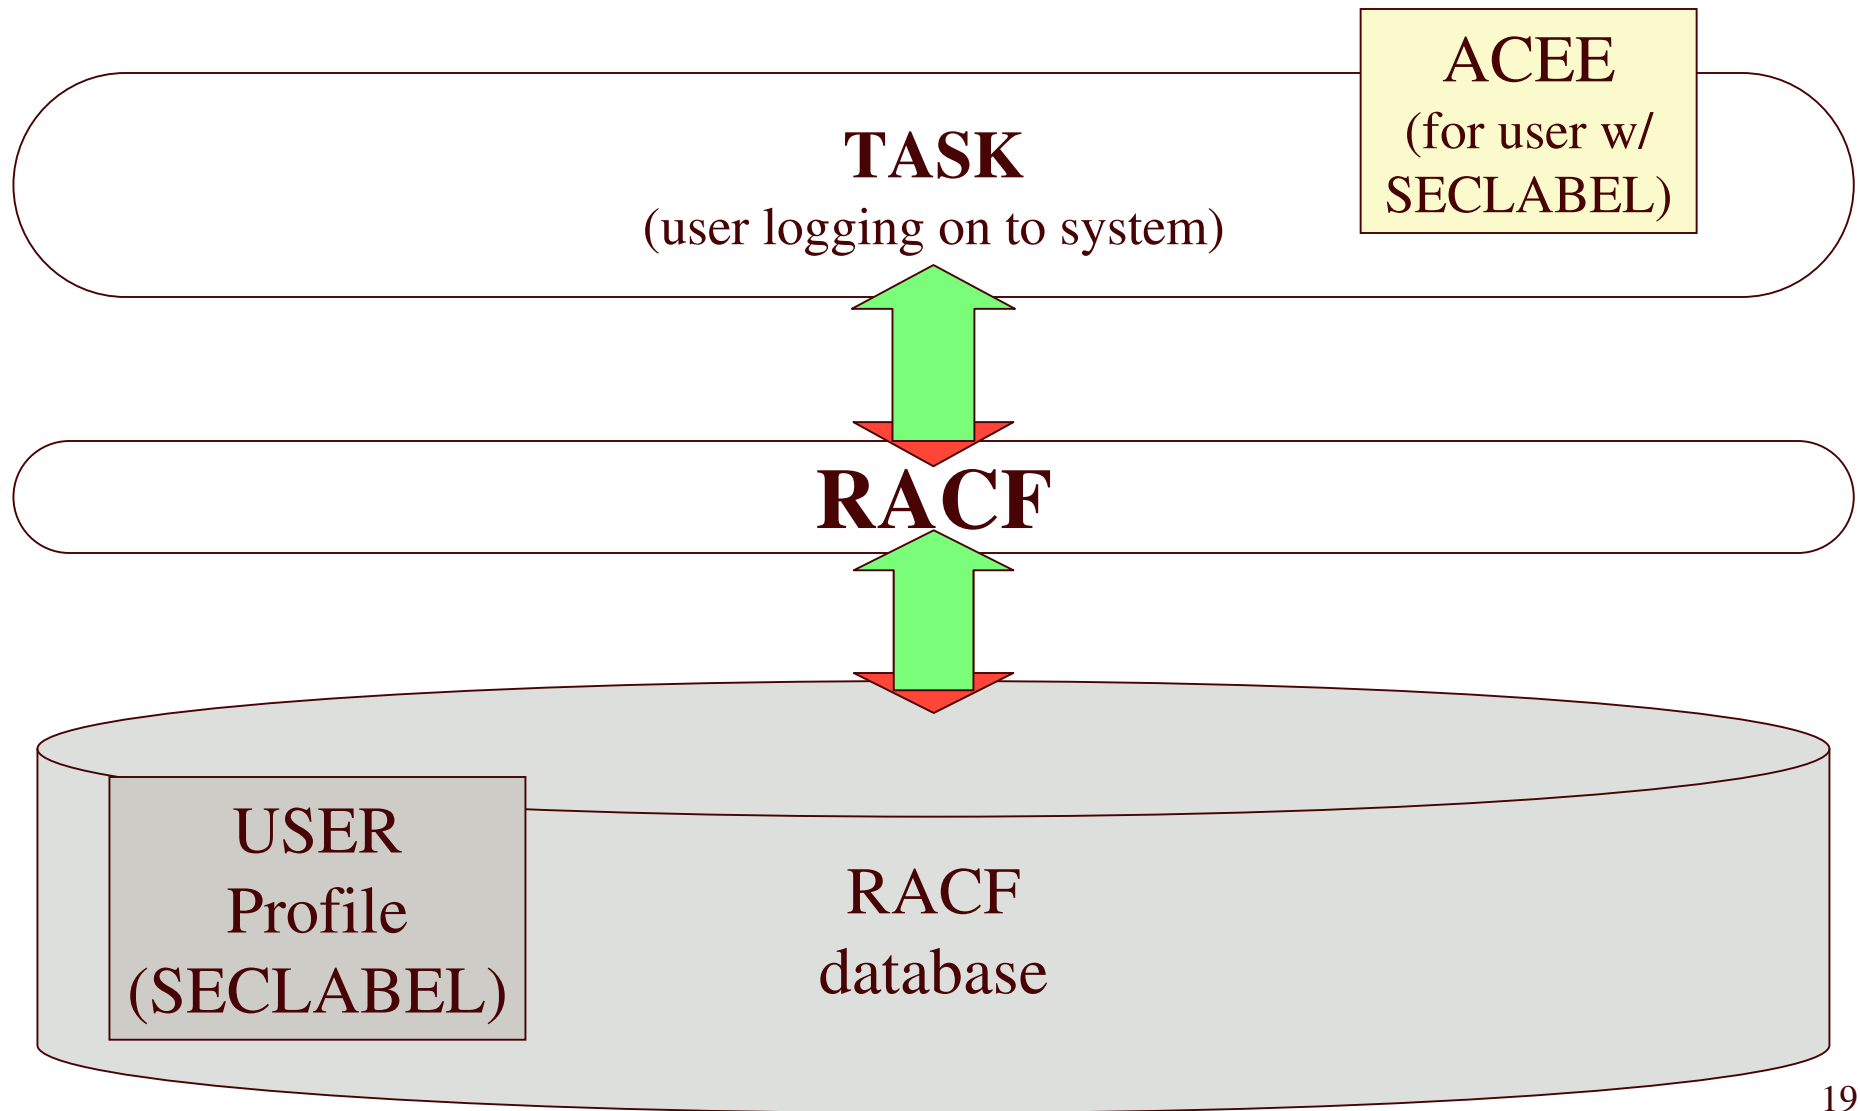 ACEE
(for user w/
SECLABEL)
TASK
(user logging on to system)
RACF
USER
Profile
(SECLABEL)
RACF
database
19